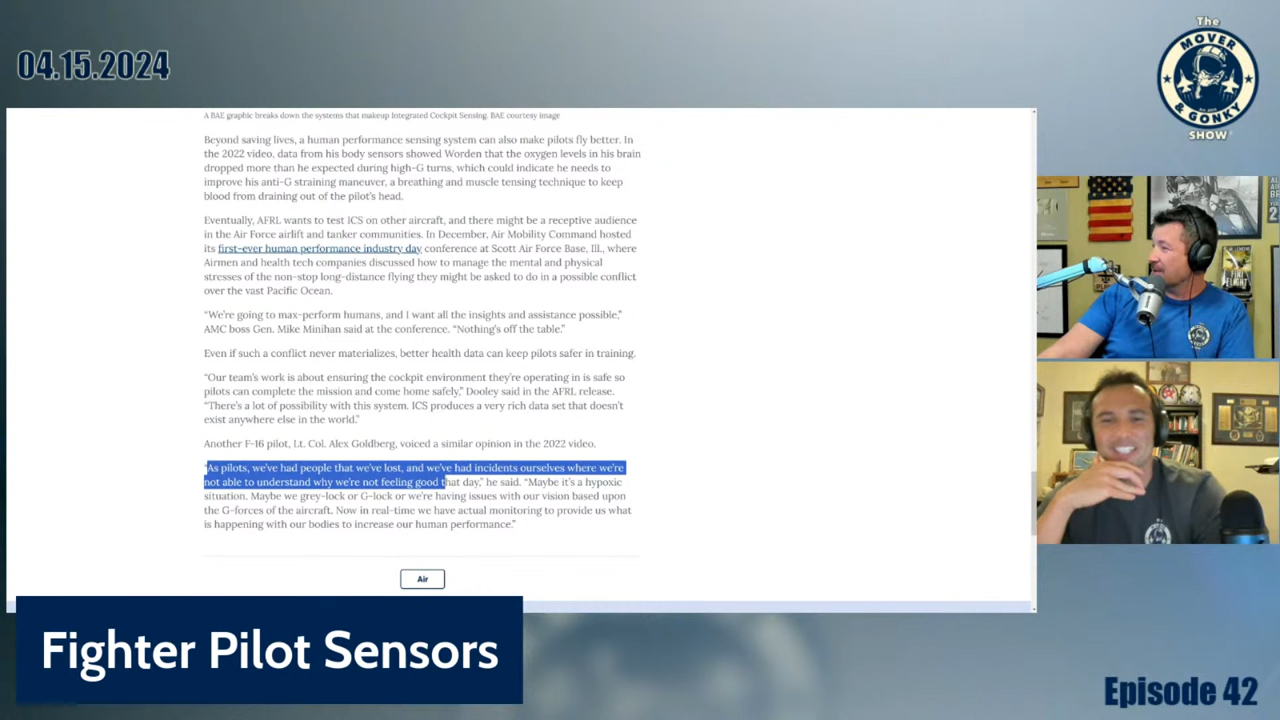 04.15.2024
The
MOVER
& GONKY
SHOW
A BAE graphic breaks down the systems that makeup Integrated Cockpit Sensing. BAE courtesy image
Beyond saving lives, a human performance sensing system can also make pilots fly better. In
the 2022 video, data from his body sensors showed Worden that the oxygen levels in his brain
dropped more than he expected during high-G turns, which could indicate he needs to
improve his anti-G straining maneuver, a breathing and muscle tensing technique to keep
blood from draining out of the pilot's head.
Eventually, AFRL wants to test ICS on other aircraft, and there might be a receptive audience
in the Air Force airlift and tanker communities. In December, Air Mobility Command hosted
its first-ever human performance industry day conference at Scott Air Force Base, Ill., where
Airmen and health tech companies discussed how to manage the mental and physical
stresses of the non-stop long-distance flying they might be asked to do in a possible conflict
over the vast Pacific Ocean.
“We're going to max-perform humans, and I want all the insights and assistance possible,”
AMC boss Gen. Mike Minihan said at the conference. “Nothing's off the table.”
Even if such a conflict never materializes, better health data can keep pilots safer in training.
“Our team's work is about ensuring the cockpit environment they're operating in is safe so
pilots can complete the mission and come home safely,” Dooley said in the AFRL release.
“There's a lot of possibility with this system. ICS produces a very rich data set that doesn't
exist anywhere else in the world.”
Another F-16 pilot, Lt. Col. Alex Goldberg, voiced a similar opinion in the 2022 video.
“As pilots, we've had people that we've lost, and we've had incidents ourselves where we're
not able to understand why we're not feeling good that day,” he said. “Maybe it's a hypoxic
situation. Maybe we grey-lock or G-lock or we're having issues with our vision based upon
the G-forces of the aircraft. Now in real-time we have actual monitoring to provide us what
is happening with our bodies to increase our human performance.”
Air
Fighter Pilot Sensors
Episode 42